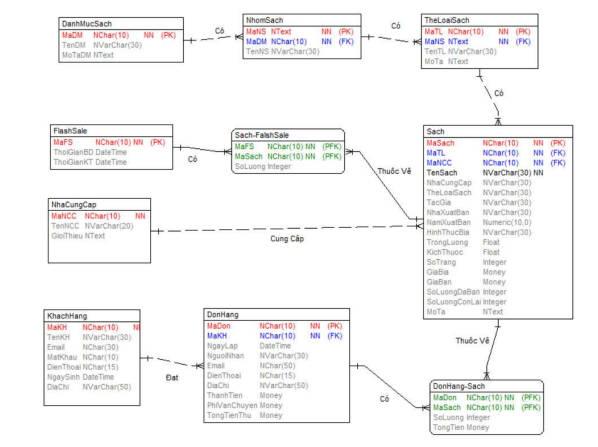 DanhMucSach
MaDM NChar(10) NN (PK)
TenDM NVarChar(30)
MoTaDM NText
Có
NhomSach
MaNS NText NN (PK)
MaDM NChar(10) NN (FK)
TenNS NVarChar(30)
Có
TheLoaiSach
MaTL NChar(10) NN (PK)
MaNS NText NN (FK)
TenTL NVarChar(30)
MoTa NText
Có
FlashSale
MaFS NChar(10) NN (PK)
ThoiGianBD DateTime
ThoiGianKT DateTime
Có
Sach-FalshSale
MaFS NChar(10) NN (PFK)
MaSach NChar(10) NN (PFK)
SoLuong Integer
Thuôc Vê
Sach
MaSach NChar(10) NN (PK)
MaTL NChar(10) NN (FK)
MaNCC NChar(10) NN (FK)
TenSach NVarChar(30) NN
NhaCungCap NVarChar(30)
TheLoaiSach NVarChar(30)
TacGia NVarChar(30)
NhaXuatBan NVarChar(30)
NamXuatBan Numeric(10,0)
HinhThucBia NVarChar(30)
TrongLuong Float
KichThuoc Float
SoTrang Integer
GiaBia Money
GiaBan Money
SoLuongDaBan Integer
SoLuongConLai Integer
MoTa NText
NhaCungCap
MaNCC NChar(10) NN
TenNCC NVarChar(20)
GioiThieu NText
Cung Câp
KhachHang
MaKH NChar(10)
TenKH NVarChar(30)
Email NChar(30)
MatKhau NChar(10)
DienThoai NChar(15)
NgaySinh DateTime
DiaChi NVarChar(50)
Đat
DonHang
MaDon NChar(10) NN (PK)
MaKH NChar(10) NN (FK)
NgayLap DateTime
NguoiNhan NVarChar(30)
Email NChar(50)
DienThoai NChar(15)
DiaChi NVarChar(50)
ThanhTien Money
PhiVanChuyen Money
TongTienThu Money
Có
Thuôc Vê
DonHang-Sach
MaDon NChar(10) NN (PFK)
MaSach NChar(10) NN (PFK)
SoLuong Integer
TongTien Money